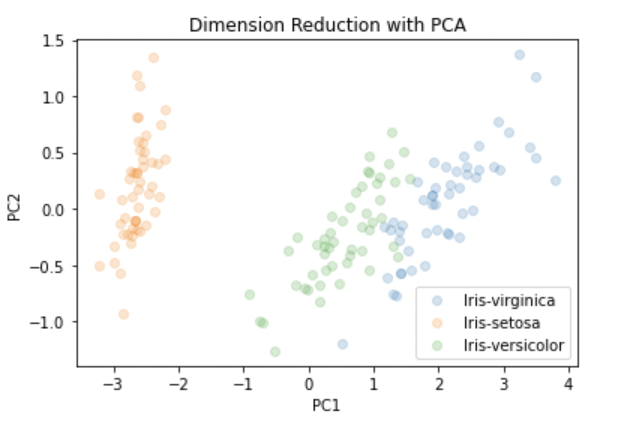 Dimension Reduction with PCA
1.5
1.0
0.5
0.0
−0.5
−1.0
PC2
Iris-virginica
Iris-setosa
Iris-versicolor
−3 −2 −1 0 1 2 3 4
PC1